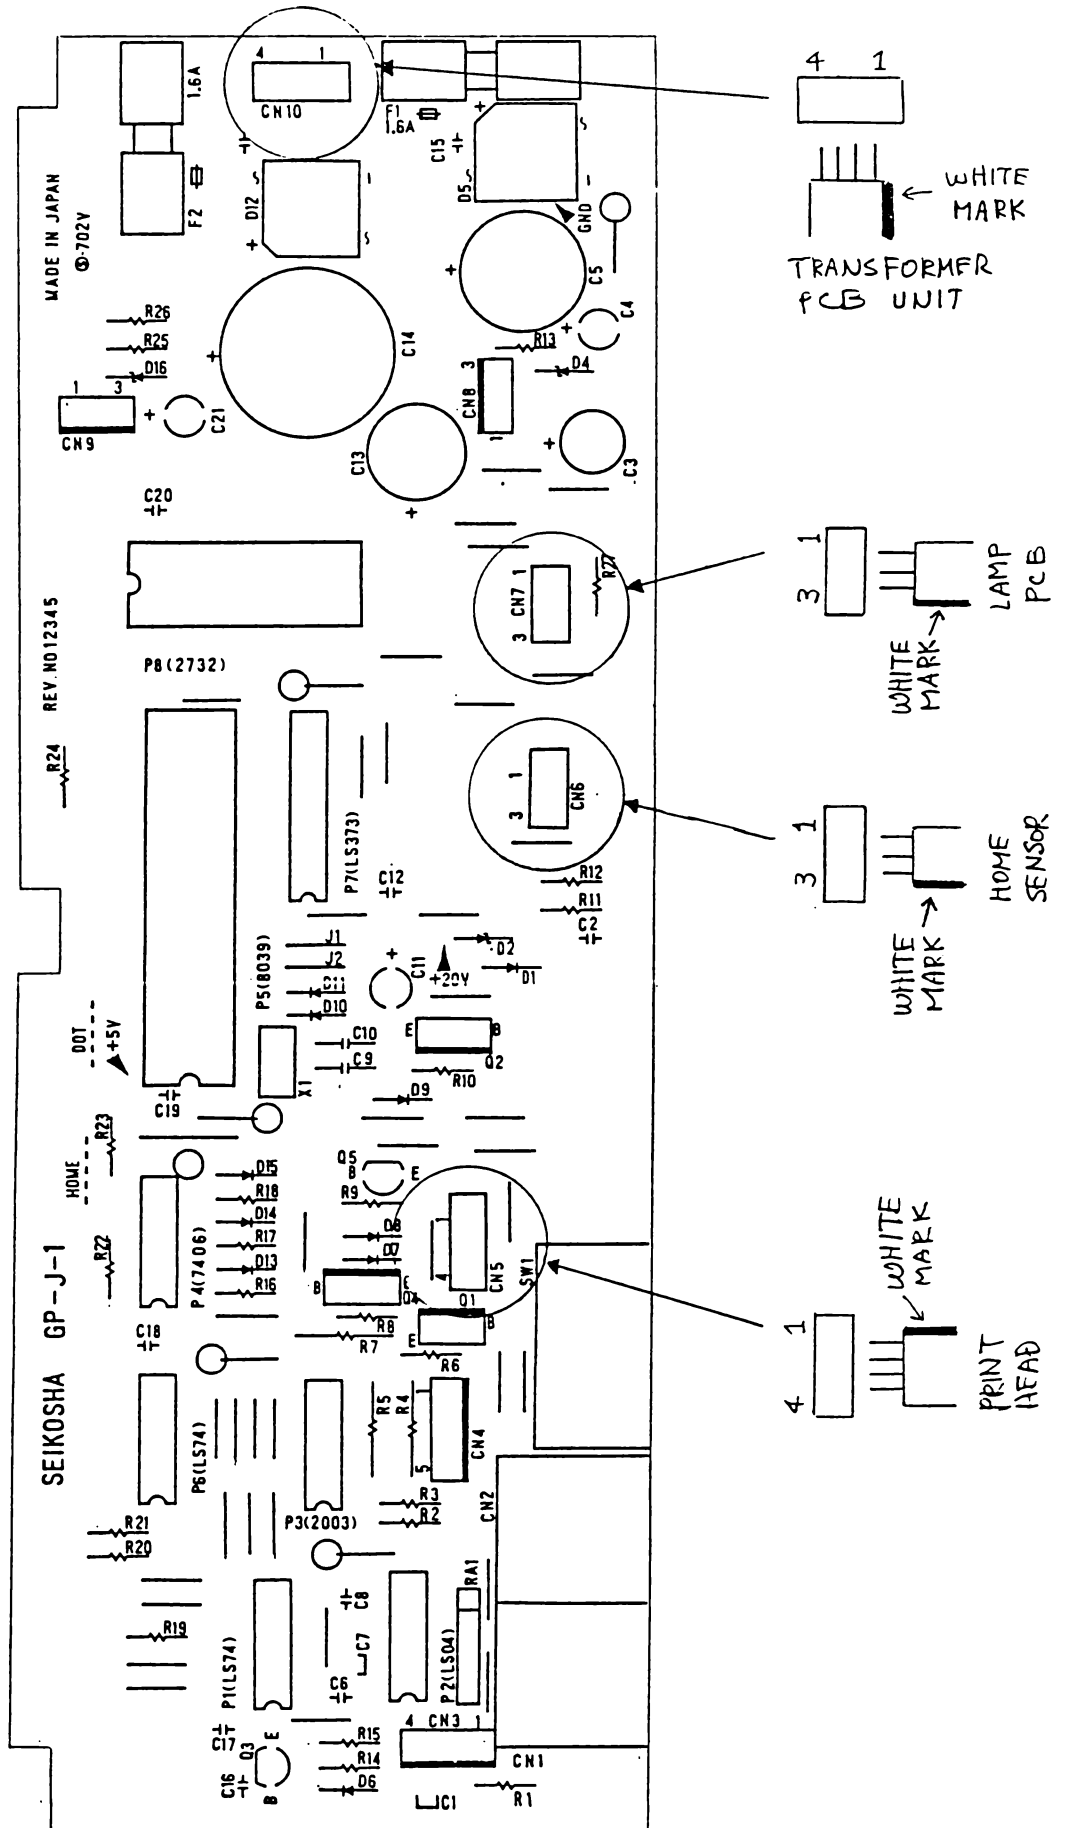 4 1
CN10
1.6A
F1
1.6A
C15
4 1
WHITE
MARK
TRANSFORMER
PCB UNIT
F2
D12
D5
GND
MADE IN JAPAN
Ⓢ-702V
C5
C4
R26
R25
D16
C14
R13
D4
3
CN8
1
1 3
CN9
C21
C13
C3
C20
R27
CN7
1
3
1
3
LAMP
PCB
WHITE
MARK
REV.NO12345
P8(2732)
R24
P7(LS373)
1
3
CN6
1
3
HOME
SENSOR
WHITE
MARK
C12
R12
R11
C2
J1
J2
D11
D10
P5(8039)
C11
+20V
D2
D1
E B
Q2
C10
C9
R10
X1
DOT
+5V
C19
D9
R23
HOME
R22
D15
R18
D14
R17
D13
R16
P4(7406)
Q5
B E
R9
D8
D7
1
4
CN5
SW1
B
E
Q4
Q1
B
E
R8
R7
R6
WHITE
MARK
1
4
PRINT
HEAD
C18
SEIKOSHA GP-J-1
P6(LS74)
R5
R4
1
5
CN4
R3
R2
P3(2003)
CN2
R21
R20
RA1
C8
C7
R19
P1(LS74)
C6
P2(LS04)
4 CN3 1
CN1
C17
Q3
E
B
C16
R15
R14
D6
C1
R1